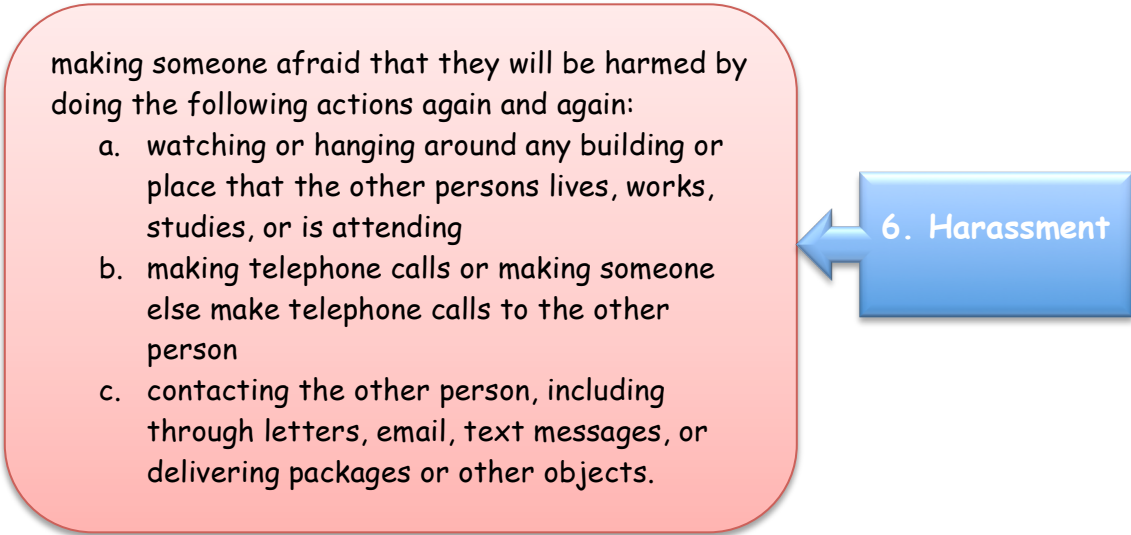 making someone afraid that they will be harmed by
doing the following actions again and again:
a. watching or hanging around any building or
place that the other persons lives, works,
studies, or is attending
b. making telephone calls or making someone
else make telephone calls to the other
person
c. contacting the other person, including
through letters, email, text messages, or
delivering packages or other objects.
6. Harassment